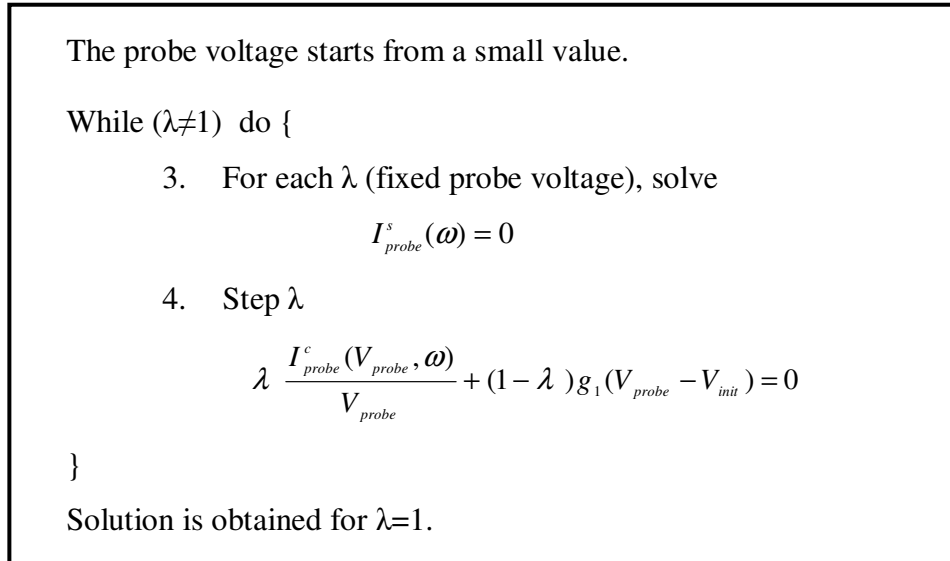 The probe voltage starts from a small value.
While (λ≠1) do {
3. For each λ (fixed probe voltage), solve
I^s_probe(ω) = 0
4. Step λ
λ I^c_probe(V_probe, ω) / V_probe + (1 − λ) g_1(V_probe − V_init) = 0
}
Solution is obtained for λ=1.